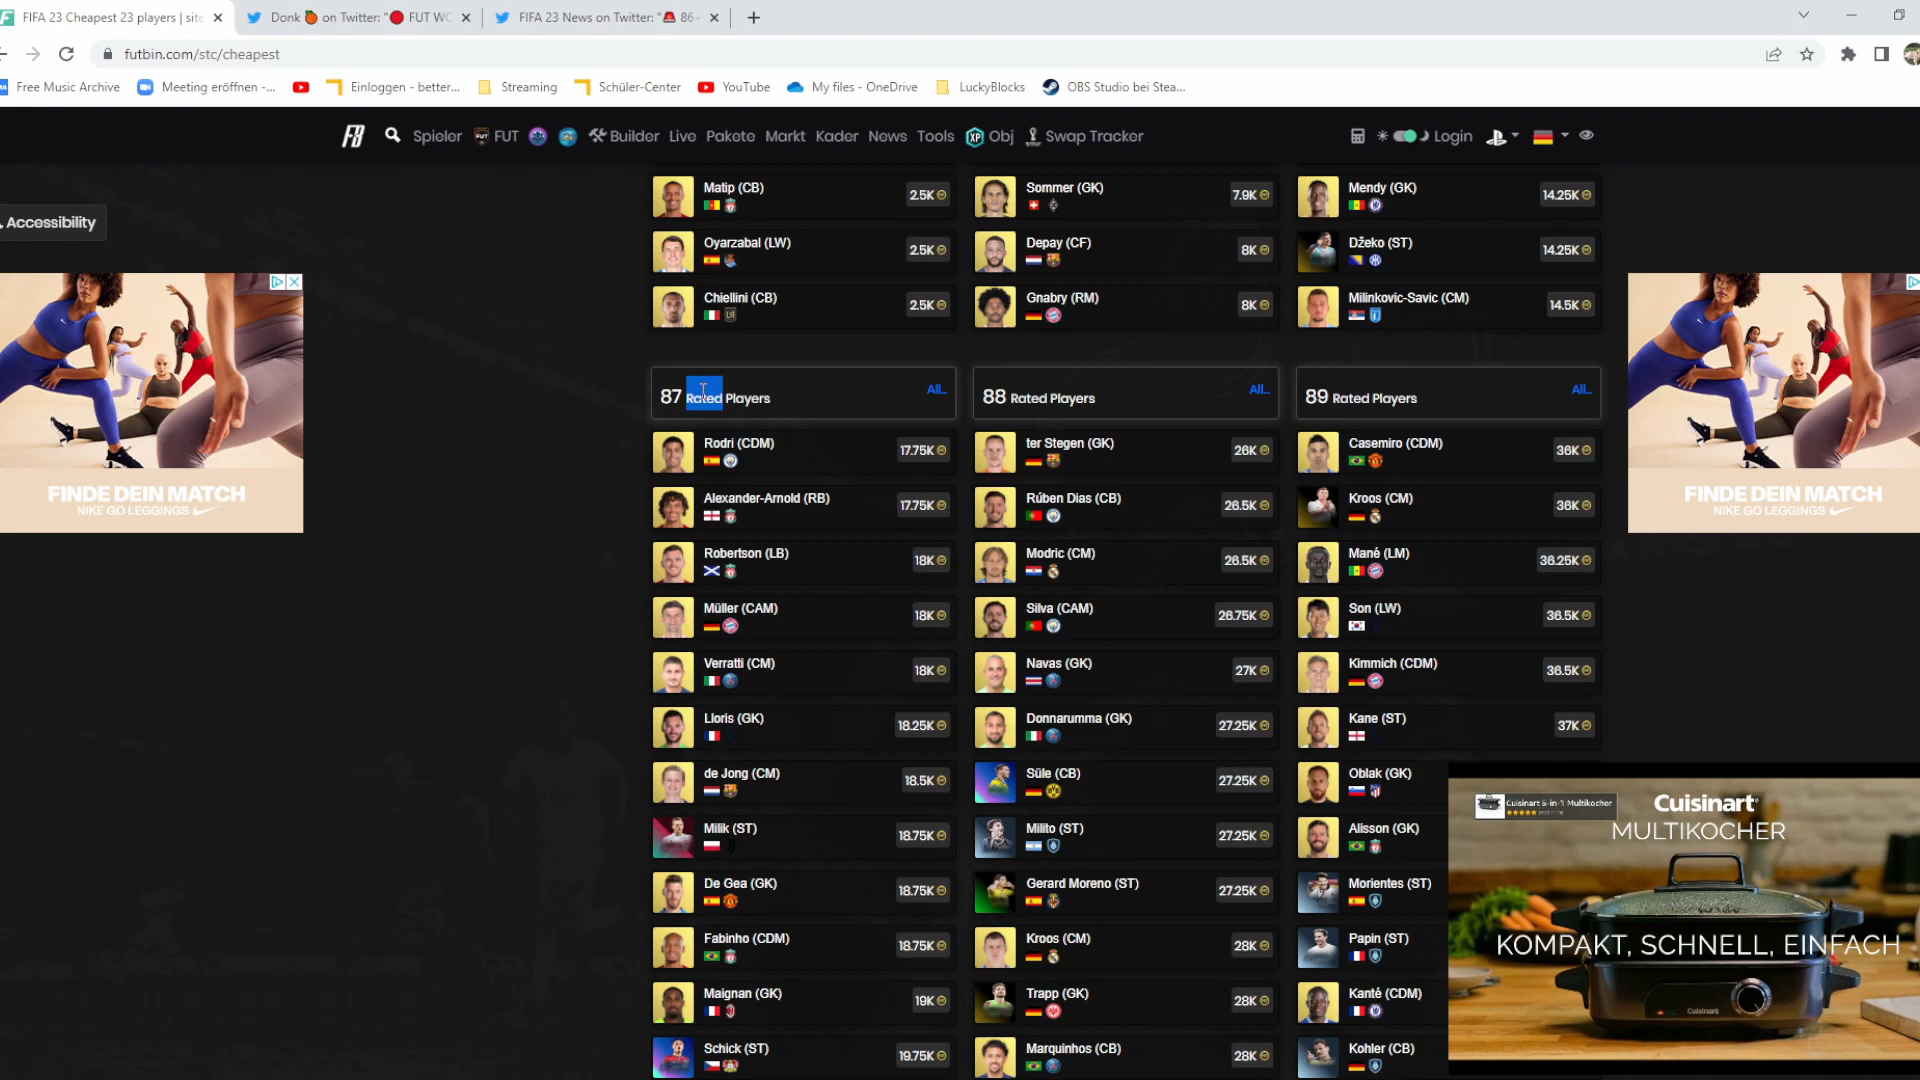 FIFA 23 Cheapest 23 players | site
Donk 🍊 on Twitter: "🔴 FUT WO
FIFA 23 News on Twitter: "🚨 86+
futbin.com/stc/cheapest
Free Music Archive
Meeting eröffnen -...
Einloggen - better...
Streaming
Schüler-Center
YouTube
My files - OneDrive
LuckyBlocks
OBS Studio bei Stea...
Spieler
FUT
Builder
Live
Pakete
Markt
Kader
News
Tools
XP
Obj
Swap Tracker
Login
Accessibility
Matip (CB)
2.5K
Oyarzabal (LW)
2.5K
Chiellini (CB)
2.5K
Sommer (GK)
7.9K
Depay (CF)
8K
Gnabry (RM)
8K
Mendy (GK)
14.25K
Džeko (ST)
14.25K
Milinkovic-Savic (CM)
14.5K
87 Rated Players
All...
Rodri (CDM)
17.75K
Alexander-Arnold (RB)
17.75K
Robertson (LB)
18K
Müller (CAM)
18K
Verratti (CM)
18K
Lloris (GK)
18.25K
de Jong (CM)
18.5K
Milik (ST)
18.75K
De Gea (GK)
18.75K
Fabinho (CDM)
18.75K
Maignan (GK)
19K
Schick (ST)
19.75K
88 Rated Players
All...
ter Stegen (GK)
26K
Rúben Dias (CB)
26.5K
Modric (CM)
26.5K
Silva (CAM)
26.75K
Navas (GK)
27K
Donnarumma (GK)
27.25K
Süle (CB)
27.25K
Milito (ST)
27.25K
Gerard Moreno (ST)
27.25K
Kroos (CM)
28K
Trapp (GK)
28K
Marquinhos (CB)
28K
89 Rated Players
All...
Casemiro (CDM)
36K
Kroos (CM)
36K
Mané (LM)
36.25K
Son (LW)
36.5K
Kimmich (CDM)
36.5K
Kane (ST)
37K
Oblak (GK)
Alisson (GK)
Morientes (ST)
Papin (ST)
Kanté (CDM)
Kohler (CB)
FINDE DEIN MATCH
NIKE GO LEGGINGS
FINDE DEIN MATCH
NIKE GO LEGGINGS
Cuisinart 5-in-1 Multikocher
Cuisinart
MULTIKOCHER
KOMPAKT, SCHNELL, EINFACH
Cuisinart